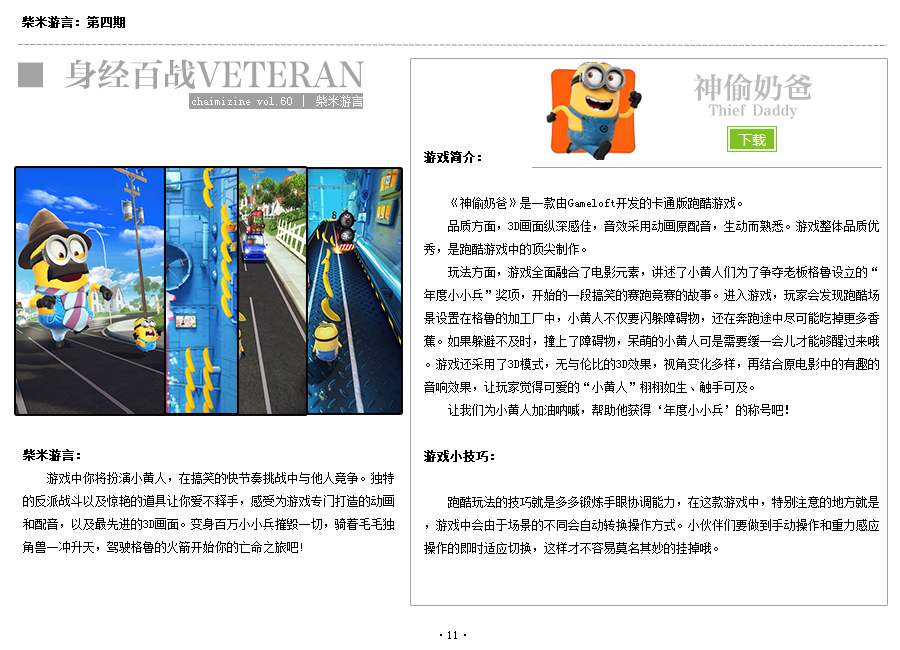 柴米游言：第四期
身经百战VETERAN
chaimizine vol.60 | 柴米游言
柴米游言：
游戏中你将扮演小黄人，在搞笑的快节奏挑战中与他人竞争。独特
的反派战斗以及惊艳的道具让你爱不释手，感受为游戏专门打造的动画
和配音，以及最先进的3D画面。变身百万小小兵摧毁一切，骑着毛毛独
角兽一冲升天，驾驶格鲁的火箭开始你的亡命之旅吧!
神偷奶爸
Thief Daddy
下载
游戏简介：
《神偷奶爸》是一款由Gameloft开发的卡通版跑酷游戏。
品质方面，3D画面纵深感佳，音效采用动画原配音，生动而熟悉。游戏整体品质优
秀，是跑酷游戏中的顶尖制作。
玩法方面，游戏全面融合了电影元素，讲述了小黄人们为了争夺老板格鲁设立的“
年度小小兵”奖项，开始的一段搞笑的赛跑竞赛的故事。进入游戏，玩家会发现跑酷场
景设置在格鲁的加工厂中，小黄人不仅要闪躲障碍物，还在奔跑途中尽可能吃掉更多香
蕉。如果躲避不及时，撞上了障碍物，呆萌的小黄人可是需要缓一会儿才能够醒过来哦
。游戏还采用了3D模式，无与伦比的3D效果，视角变化多样，再结合原电影中的有趣的
音响效果，让玩家觉得可爱的“小黄人”栩栩如生、触手可及。
让我们为小黄人加油呐喊，帮助他获得‘年度小小兵’的称号吧!
游戏小技巧：
跑酷玩法的技巧就是多多锻炼手眼协调能力，在这款游戏中，特别注意的地方就是
，游戏中会由于场景的不同会自动转换操作方式。小伙伴们要做到手动操作和重力感应
操作的即时适应切换，这样才不容易莫名其妙的挂掉哦。
·11·